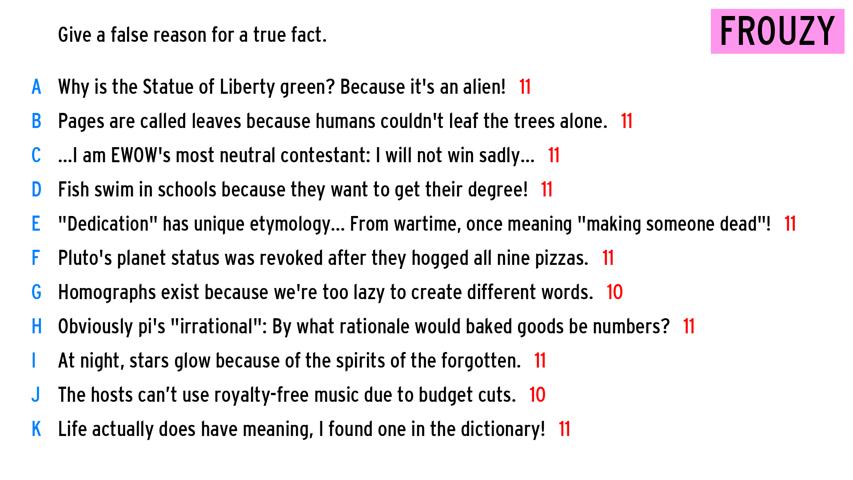 Give a false reason for a true fact.
FROUZY
A Why is the Statue of Liberty green? Because it's an alien! 11
B Pages are called leaves because humans couldn't leaf the trees alone. 11
C ...I am EWOW's most neutral contestant: I will not win sadly... 11
D Fish swim in schools because they want to get their degree! 11
E "Dedication" has unique etymology... From wartime, once meaning "making someone dead"! 11
F Pluto's planet status was revoked after they hogged all nine pizzas. 11
G Homographs exist because we're too lazy to create different words. 10
H Obviously pi's "irrational": By what rationale would baked goods be numbers? 11
I At night, stars glow because of the spirits of the forgotten. 11
J The hosts can’t use royalty-free music due to budget cuts. 10
K Life actually does have meaning, I found one in the dictionary! 11